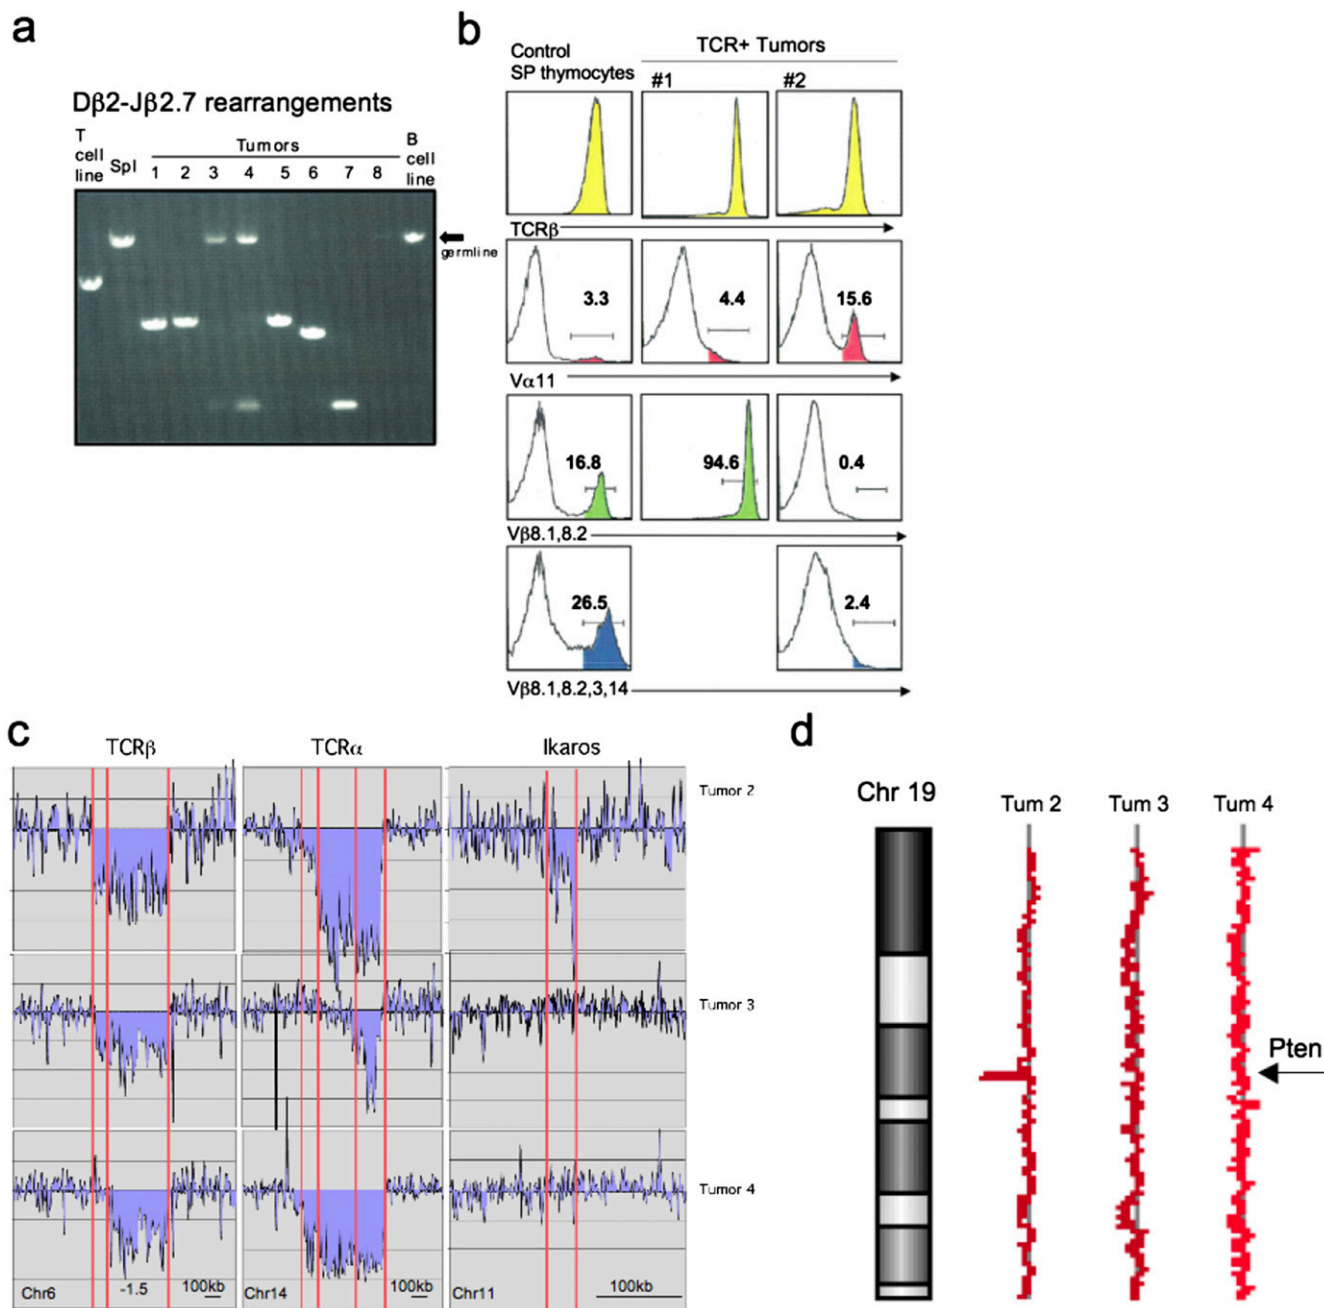 a
Dβ2-Jβ2.7 rearrangements
T cell line
Spl
Tumors
1 2 3 4 5 6 7 8
B cell line
germline
b
Control
SP thymocytes
TCR+ Tumors
#1
#2
TCRβ
3.3
4.4
15.6
Vα11
16.8
94.6
0.4
Vβ8.1,8.2
26.5
2.4
Vβ8.1,8.2,3,14
c
TCRβ
TCRα
Ikaros
Tumor 2
Tumor 3
Tumor 4
Chr6
-1.5
100kb
Chr14
100kb
Chr11
100kb
d
Chr 19
Tum 2
Tum 3
Tum 4
Pten